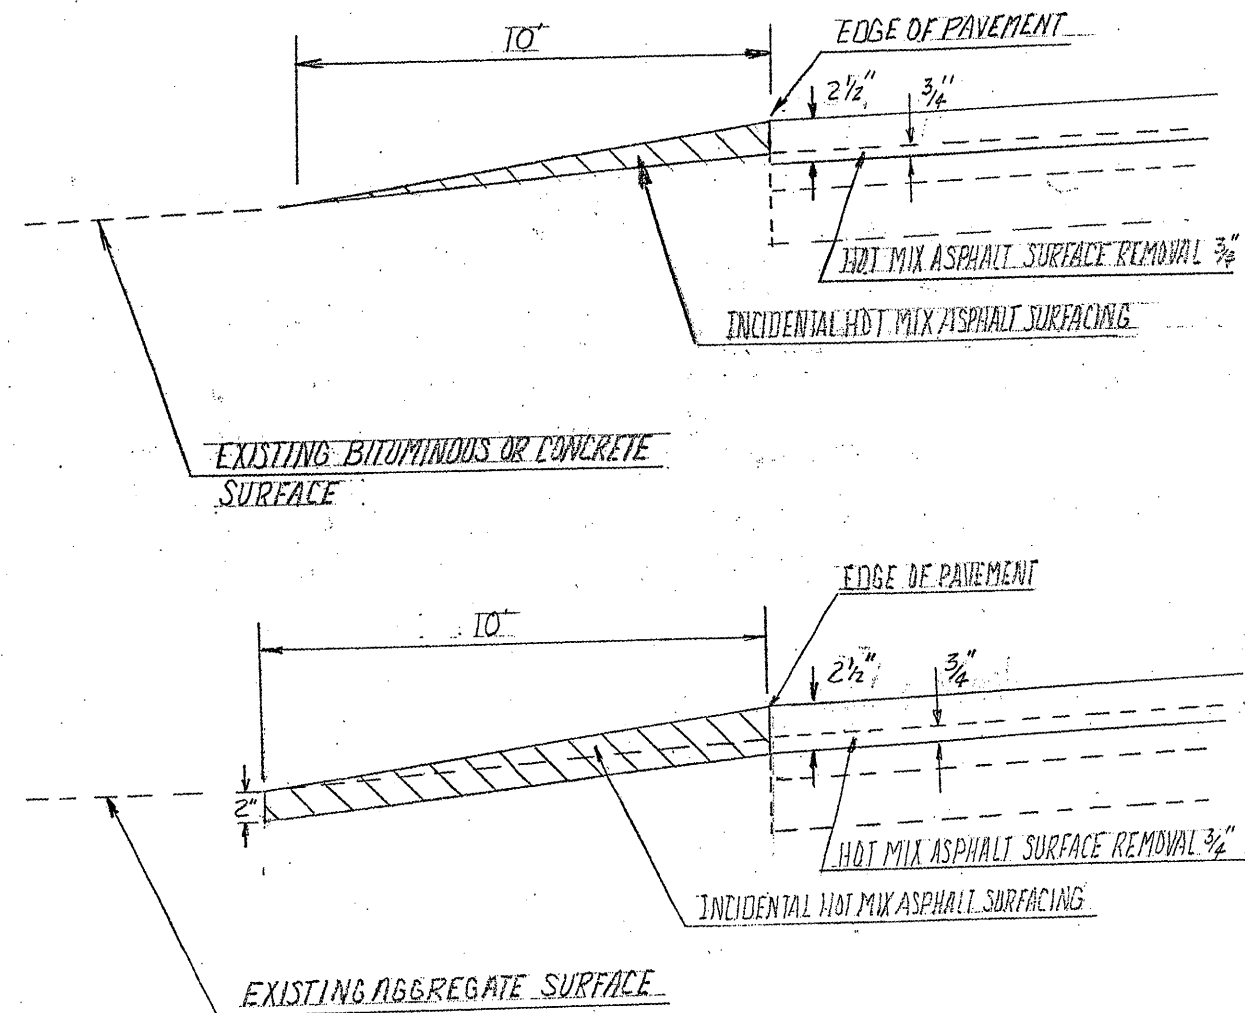 10'
EDGE OF PAVEMENT
2½"
¾"
HOT MIX ASPHALT SURFACE REMOVAL ¾"
INCIDENTAL HOT MIX ASPHALT SURFACING
EXISTING BITUMINOUS OR CONCRETE
SURFACE
EDGE OF PAVEMENT
10'
2½"
¾"
2"
HOT MIX ASPHALT SURFACE REMOVAL ¾"
INCIDENTAL HOT MIX ASPHALT SURFACING
EXISTING AGGREGATE SURFACE